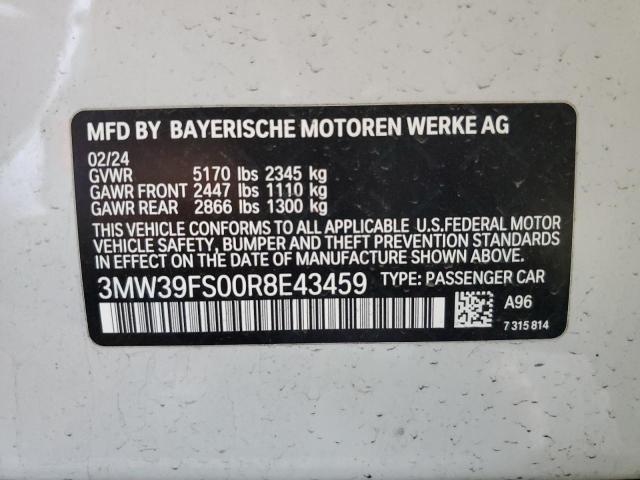 MFD BY BAYERISCHE MOTOREN WERKE AG
02/24
GVWR 5170 lbs 2345 kg
GAWR FRONT 2447 lbs 1110 kg
GAWR REAR 2866 lbs 1300 kg
THIS VEHICLE CONFORMS TO ALL APPLICABLE U.S.FEDERAL MOTOR
VEHICLE SAFETY, BUMPER AND THEFT PREVENTION STANDARDS
IN EFFECT ON THE DATE OF MANUFACTURE SHOWN ABOVE.
3MW39FS00R8E43459 TYPE: PASSENGER CAR
A96
7 315 814